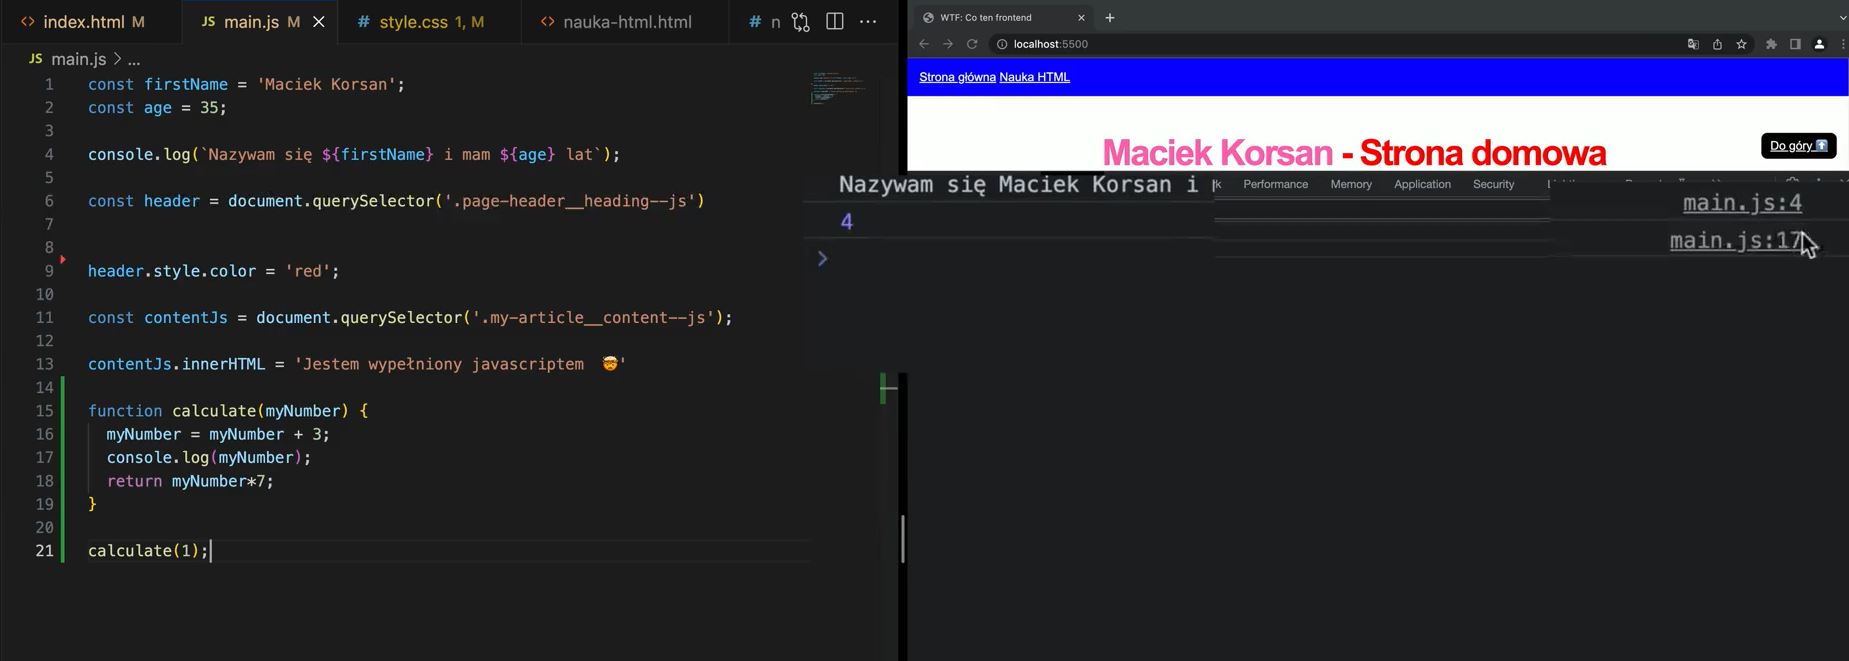 index.html M
JS main.js M
# style.css 1, M
nauka-html.html
# n
JS main.js > ...
1 const firstName = 'Maciek Korsan';
2 const age = 35;
3
4 console.log(`Nazywam się ${firstName} i mam ${age} lat`);
5
6 const header = document.querySelector('.page-header__heading--js')
7
8
9 header.style.color = 'red';
10
11 const contentJs = document.querySelector('.my-article__content--js');
12
13 contentJs.innerHTML = 'Jestem wypełniony javascriptem 🤯'
14
15 function calculate(myNumber) {
16 myNumber = myNumber + 3;
17 console.log(myNumber);
18 return myNumber*7;
19 }
20
21 calculate(1);
WTF: Co ten frontend
localhost:5500
Strona główna Nauka HTML
Maciek Korsan - Strona domowa
Do góry ⬆️
Performance Memory Application Security
Nazywam się Maciek Korsan i
main.js:4
4
main.js:17
>